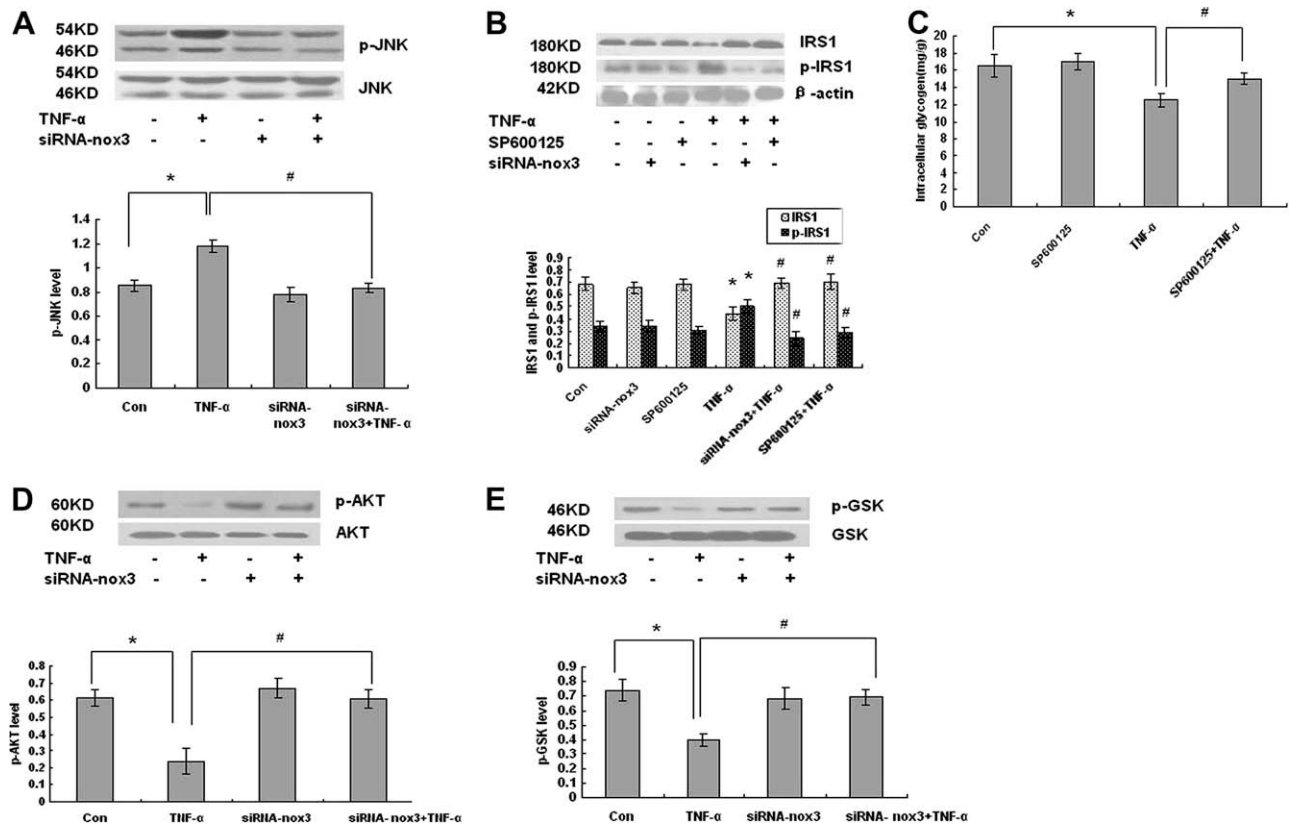 A
54KD
46KD
p-JNK
54KD
46KD
JNK
TNF-α - + - +
siRNA-nox3 - - + +
* #
p-JNK level
1.4
1.2
1
0.8
0.6
0.4
0.2
0
Con TNF-α siRNA-nox3 siRNA-nox3+TNF-α
B
180KD IRS1
180KD p-IRS1
42KD β-actin
TNF-α - - - + + +
SP600125 - - + - - +
siRNA-nox3 - + - - + -
IRS1
p-IRS1
IRS1 and p-IRS1 level
0.9
0.8
0.7
0.6
0.5
0.4
0.3
0.2
0.1
0
* * # # # #
Con siRNA-nox3 SP600125 TNF-α siRNA-nox3+TNF-α SP600125+TNF-α
C
* #
Intracellular glycogen(mg/g)
18
16
14
12
10
8
6
4
2
0
Con SP600125 TNF-α SP600125+TNF-α
D
60KD p-AKT
60KD AKT
TNF-α - + - +
siRNA-nox3 - - + +
* #
p-AKT level
0.8
0.7
0.6
0.5
0.4
0.3
0.2
0.1
0
Con TNF-α siRNA-nox3 siRNA- nox3+TNF-α
E
46KD p-GSK
46KD GSK
TNF-α - + - +
siRNA-nox3 - - + +
* #
p-GSK level
0.9
0.8
0.7
0.6
0.5
0.4
0.3
0.2
0.1
0
Con TNF-α siRNA-nox3 siRNA- nox3+TNF-α